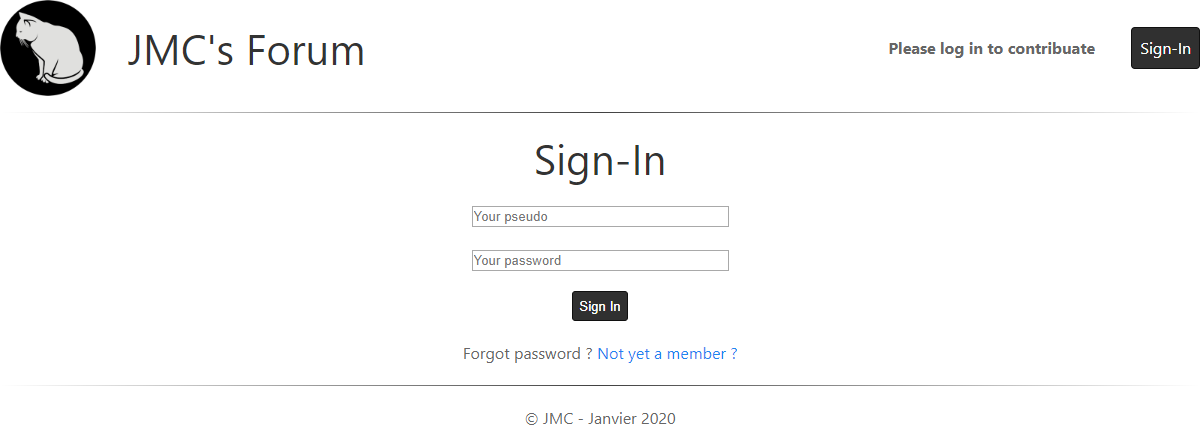 JMC's Forum
Please log in to contribuate
Sign-In
Sign-In
Your pseudo
Your password
Sign In
Forgot password ? Not yet a member ?
© JMC - Janvier 2020